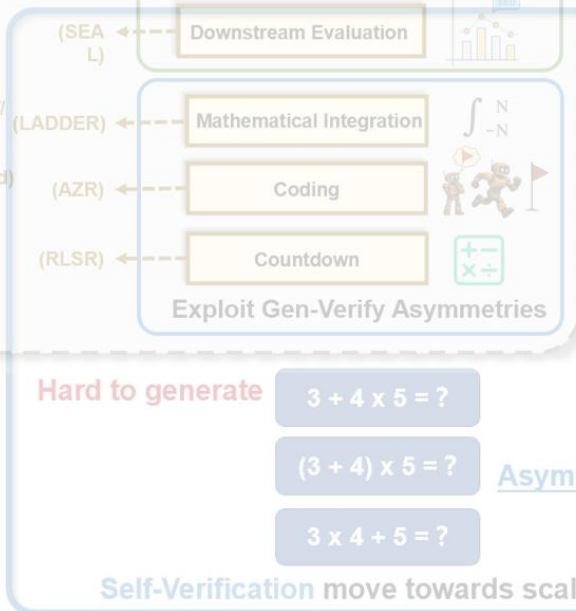 (SEA
L)
Downstream Evaluation
(LADDER)
Mathematical Integration
∫ N
-N
d)
(AZR)
Coding
(RLSR)
Countdown
+ −
× ÷
Exploit Gen-Verify Asymmetries
Hard to generate
3 + 4 x 5 = ?
(3 + 4) x 5 = ?
Asym
3 x 4 + 5 = ?
Self-Verification move towards scal